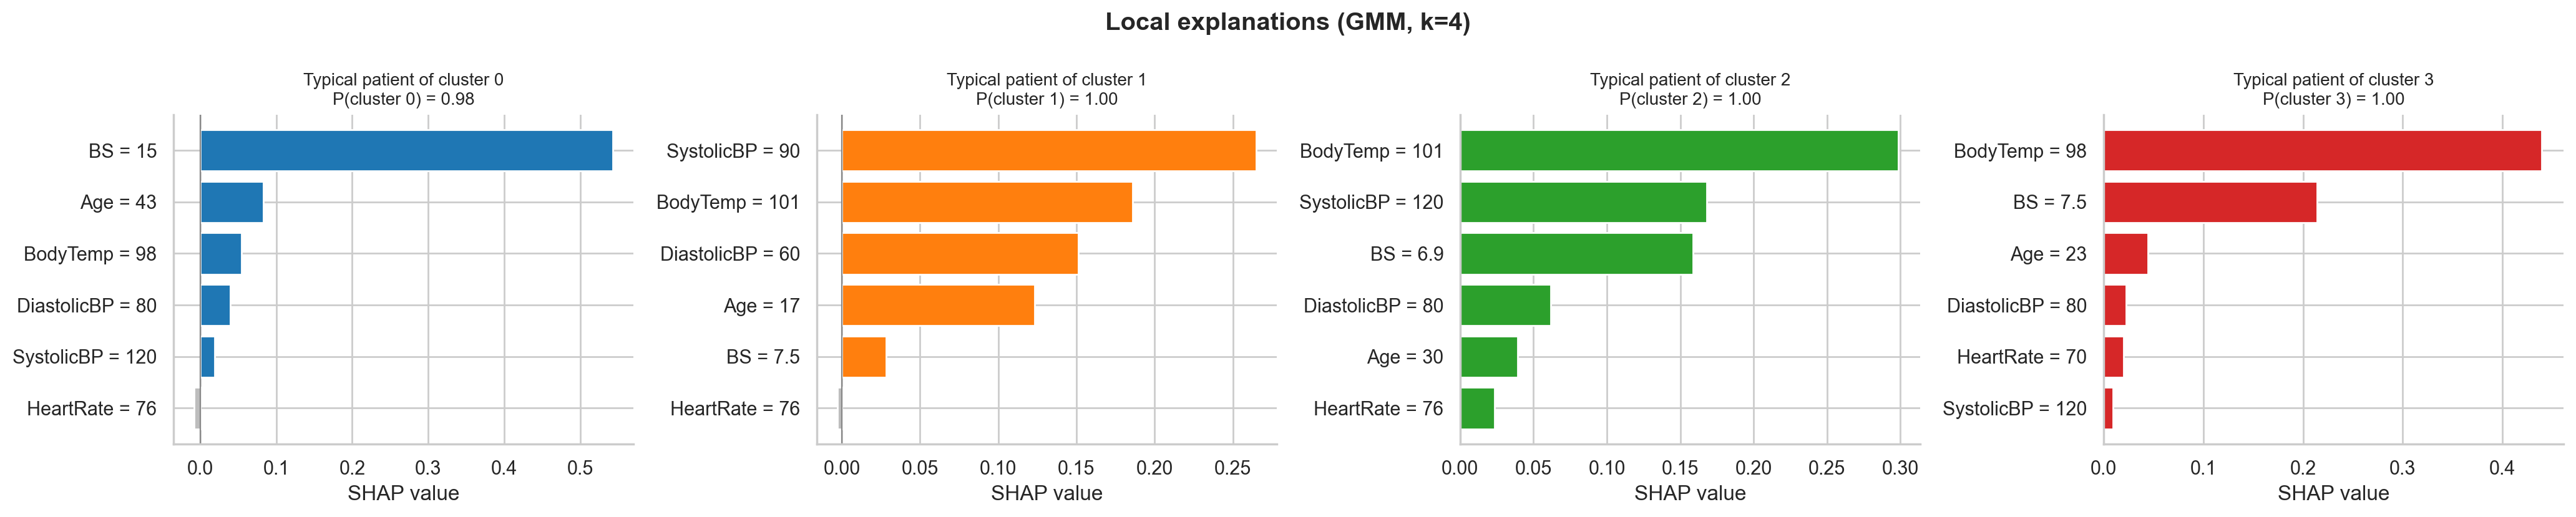 Local explanations (GMM, k=4)
Typical patient of cluster 0
P(cluster 0) = 0.98
BS = 15
Age = 43
BodyTemp = 98
DiastolicBP = 80
SystolicBP = 120
HeartRate = 76
0.0 0.1 0.2 0.3 0.4 0.5
SHAP value
Typical patient of cluster 1
P(cluster 1) = 1.00
SystolicBP = 90
BodyTemp = 101
DiastolicBP = 60
Age = 17
BS = 7.5
HeartRate = 76
0.00 0.05 0.10 0.15 0.20 0.25
SHAP value
Typical patient of cluster 2
P(cluster 2) = 1.00
BodyTemp = 101
SystolicBP = 120
BS = 6.9
DiastolicBP = 80
Age = 30
HeartRate = 76
0.00 0.05 0.10 0.15 0.20 0.25 0.30
SHAP value
Typical patient of cluster 3
P(cluster 3) = 1.00
BodyTemp = 98
BS = 7.5
Age = 23
DiastolicBP = 80
HeartRate = 70
SystolicBP = 120
0.0 0.1 0.2 0.3 0.4
SHAP value